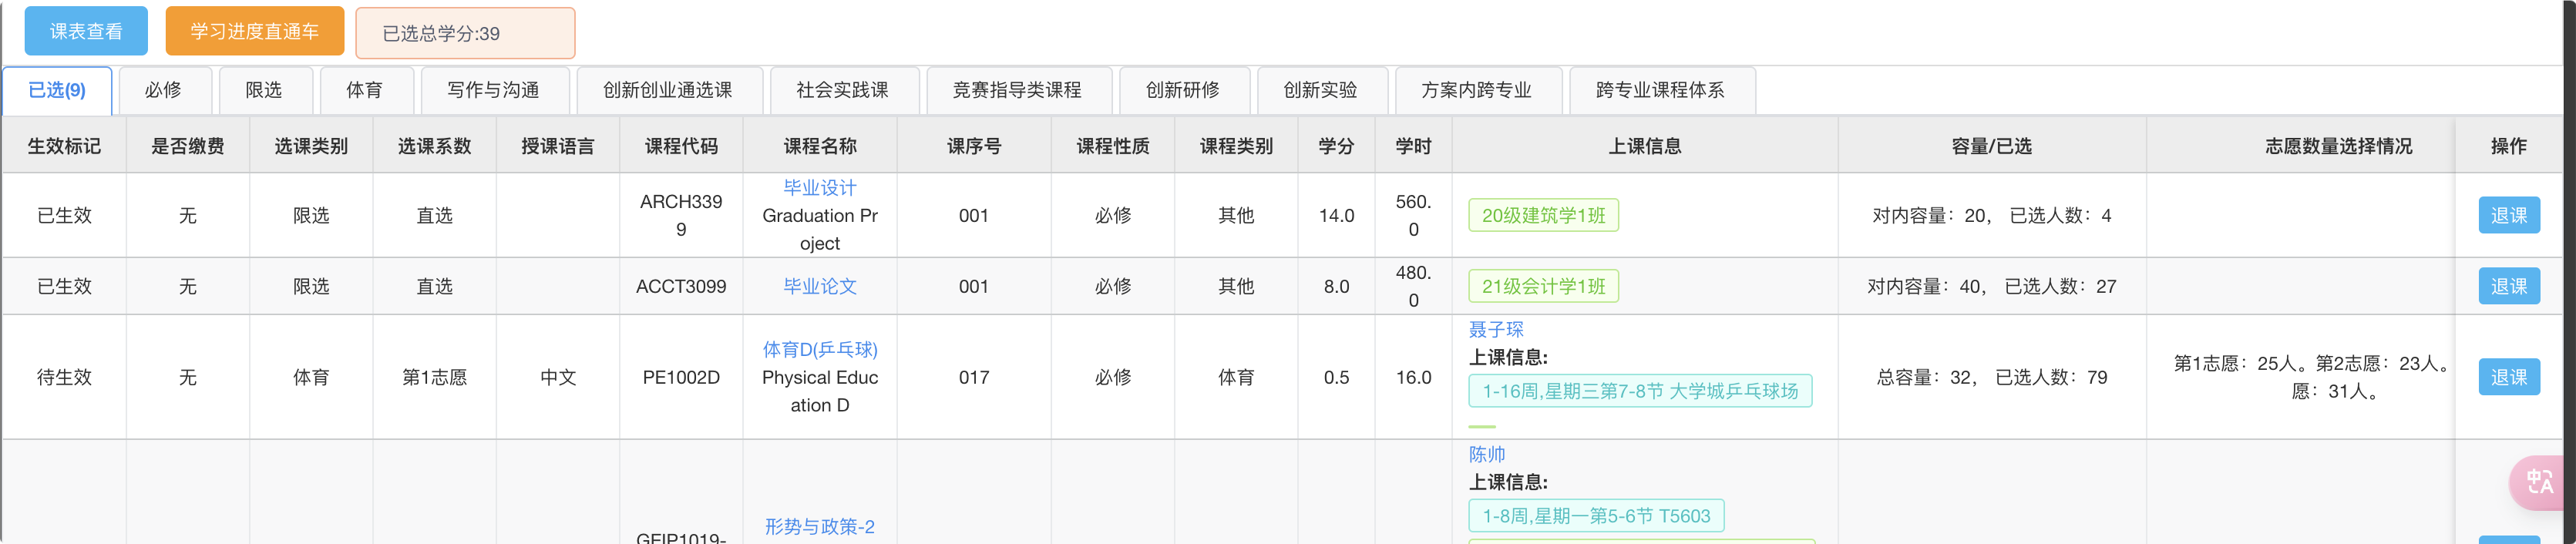 课表查看
学习进度直通车
已选总学分:39
已选(9)
必修
限选
体育
写作与沟通
创新创业通选课
社会实践课
竞赛指导类课程
创新研修
创新实验
方案内跨专业
跨专业课程体系
生效标记
是否缴费
选课类别
选课系数
授课语言
课程代码
课程名称
课序号
课程性质
课程类别
学分
学时
上课信息
容量/已选
志愿数量选择情况
操作
已生效
无
限选
直选
ARCH339
9
毕业设计
Graduation Pr
oject
001
必修
其他
14.0
560.
0
20级建筑学1班
对内容量：20， 已选人数：4
退课
已生效
无
限选
直选
ACCT3099
毕业论文
001
必修
其他
8.0
480.
0
21级会计学1班
对内容量：40， 已选人数：27
退课
待生效
无
体育
第1志愿
中文
PE1002D
体育D(乒乓球)
Physical Educ
ation D
017
必修
体育
0.5
16.0
聂子琛
上课信息:
1-16周,星期三第7-8节 大学城乒乓球场
总容量：32， 已选人数：79
第1志愿：25人。第2志愿：23人。
愿：31人。
退课
GEIP1019-
形势与政策-2
陈帅
上课信息:
1-8周,星期一第5-6节 T5603